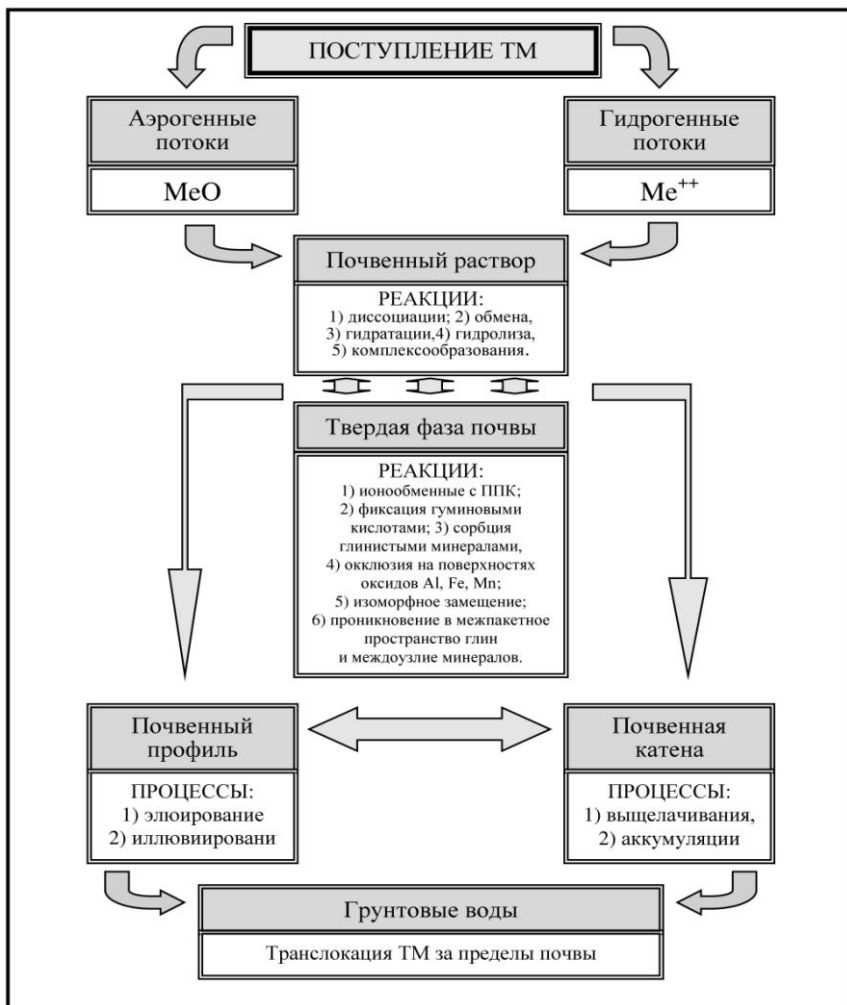 ПОСТУПЛЕНИЕ ТМ
Аэрогенные
потоки
MeO
Гидрогенные
потоки
Me⁺⁺
Почвенный раствор
РЕАКЦИИ:
1) диссоциации; 2) обмена,
3) гидратации,4) гидролиза,
5) комплексообразования.
Твердая фаза почвы
РЕАКЦИИ:
1) ионообменные с ППК;
2) фиксация гуминовыми
кислотами; 3) сорбция
глинистыми минералами,
4) окклюзия на поверхностях
оксидов Al, Fe, Mn;
5) изоморфное замещение;
6) проникновение в межпакетное
пространство глин
и междоузлие минералов.
Почвенный
профиль
ПРОЦЕССЫ:
1) элюирование
2) иллювиировани
Почвенная
катена
ПРОЦЕССЫ:
1) выщелачивания,
2) аккумуляции
Грунтовые воды
Транслокация ТМ за пределы почвы